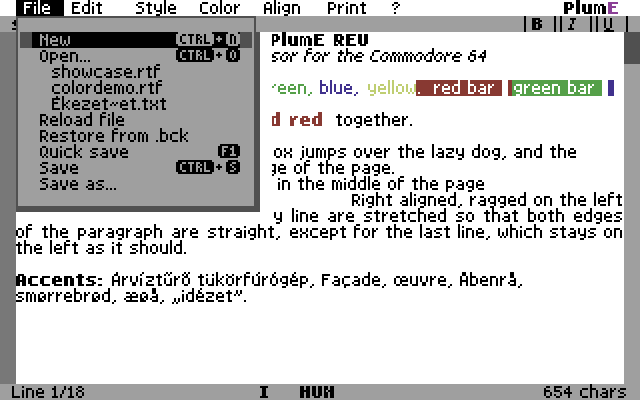 File Edit Style Color Align Print ? PlumE
B I U
New CTRL+N
Open... CTRL+O
showcase.rtf
colordemo.rtf
Ekezet~et.txt
Reload file
Restore from .bck
Quick save F1
Save CTRL+S
Save as...
PlumE REU
sor for the Commodore 64
reen, blue, yellow. red bar green bar
d red together.
ox jumps over the lazy dog, and the
ge of the page.
in the middle of the page
Right aligned, ragged on the left
y line are stretched so that both edges
of the paragraph are straight, except for the last line, which stays on
the left as it should.
Accents: Árvíztűrő tükörfúrógép, Façade, œuvre, Åbenrå,
smørrebrød, æøå, „idézet”.
Line 1/18 I HUN 654 chars